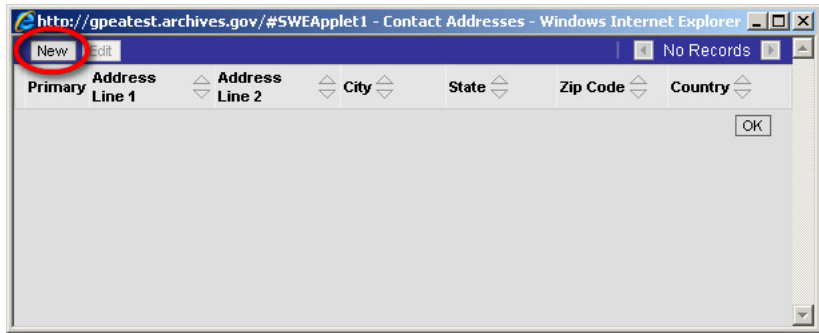 http://gpeatest.archives.gov/#SWEApplet1 - Contact Addresses - Windows Internet Explorer
New Edit No Records
Primary Address Line 1 Address Line 2 City State Zip Code Country
OK